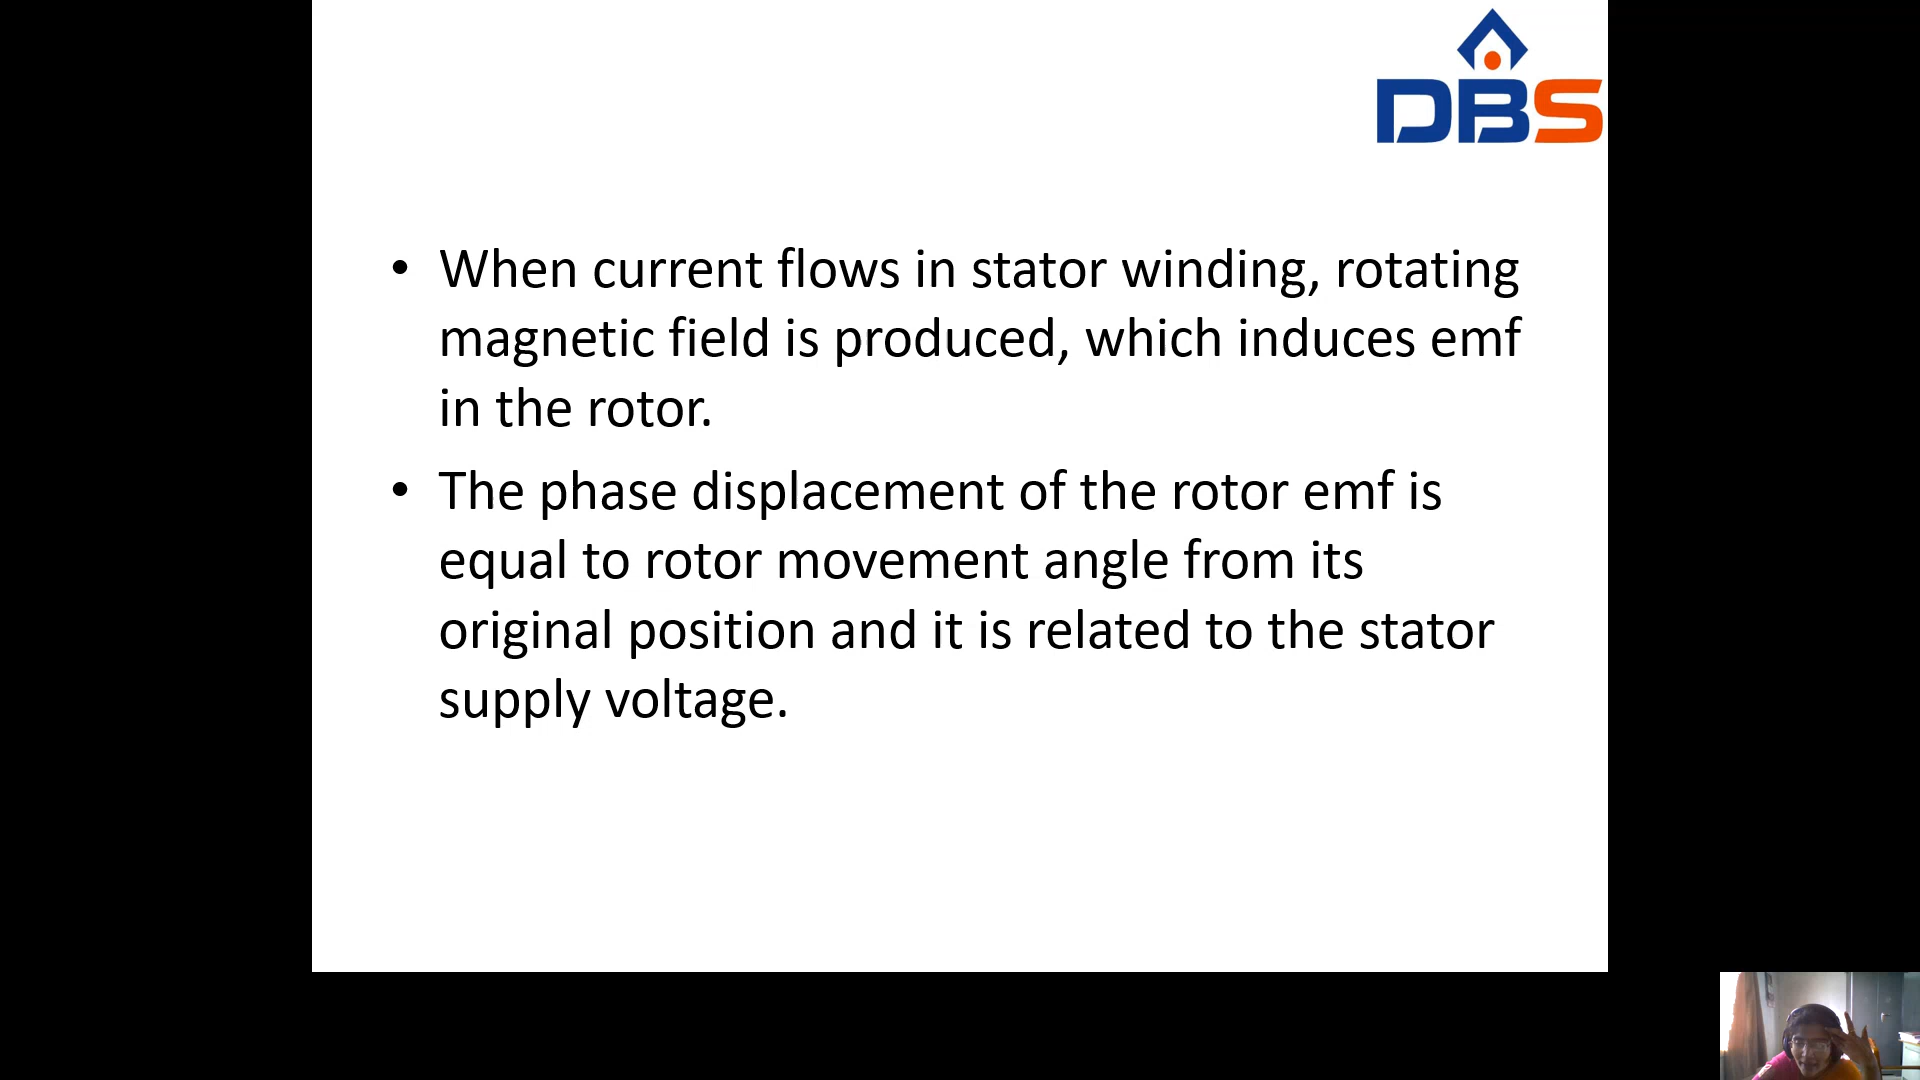 DBS
• When current flows in stator winding, rotating
magnetic field is produced, which induces emf
in the rotor.
• The phase displacement of the rotor emf is
equal to rotor movement angle from its
original position and it is related to the stator
supply voltage.